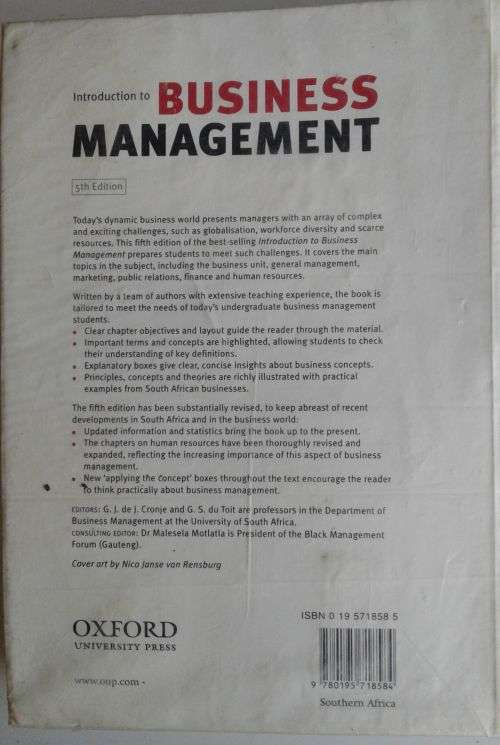 Introduction to BUSINESS
MANAGEMENT
5th Edition
Today's dynamic business world presents managers with an array of complex
and exciting challenges, such as globalisation, workforce diversity and scarce
resources. This fifth edition of the best-selling Introduction to Business
Management prepares students to meet such challenges. It covers the main
topics in the subject, including the business unit, general management,
marketing, public relations, finance and human resources.
Written by a team of authors with extensive teaching experience, the book is
tailored to meet the needs of today's undergraduate business management
students.
• Clear chapter objectives and layout guide the reader through the material.
• Important terms and concepts are highlighted, allowing students to check
their understanding of key definitions.
• Explanatory boxes give clear, concise insights about business concepts.
• Principles, concepts and theories are richly illustrated with practical
examples from South African businesses.
The fifth edition has been substantially revised, to keep abreast of recent
developments in South Africa and in the business world:
• Updated information and statistics bring the book up to the present.
• The chapters on human resources have been thoroughly revised and
expanded, reflecting the increasing importance of this aspect of business
management.
• New 'applying the concept' boxes throughout the text encourage the reader
to think practically about business management.
EDITORS: G. J. de J. Cronje and G. S. du Toit are professors in the Department of
Business Management at the University of South Africa.
CONSULTING EDITOR: Dr Malesela Motlatla is President of the Black Management
Forum (Gauteng).
Cover art by Nico Janse van Rensburg
OXFORD
UNIVERSITY PRESS
www.oup.com
ISBN 0 19 571858 5
9 780195 718584
Southern Africa